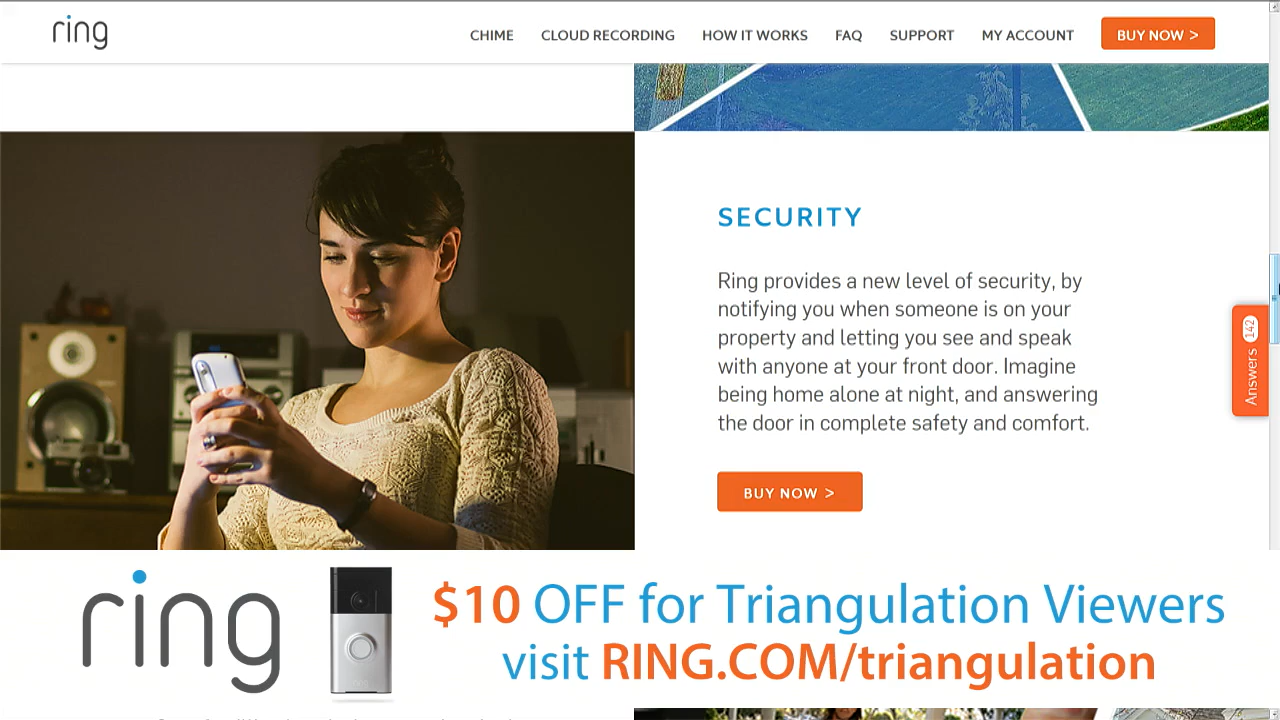 ring
CHIME CLOUD RECORDING HOW IT WORKS FAQ SUPPORT MY ACCOUNT BUY NOW >
SECURITY
Ring provides a new level of security, by
notifying you when someone is on your
property and letting you see and speak
with anyone at your front door. Imagine
being home alone at night, and answering
the door in complete safety and comfort.
BUY NOW >
Answers 142
ring
$10 OFF for Triangulation Viewers
visit RING.COM/triangulation